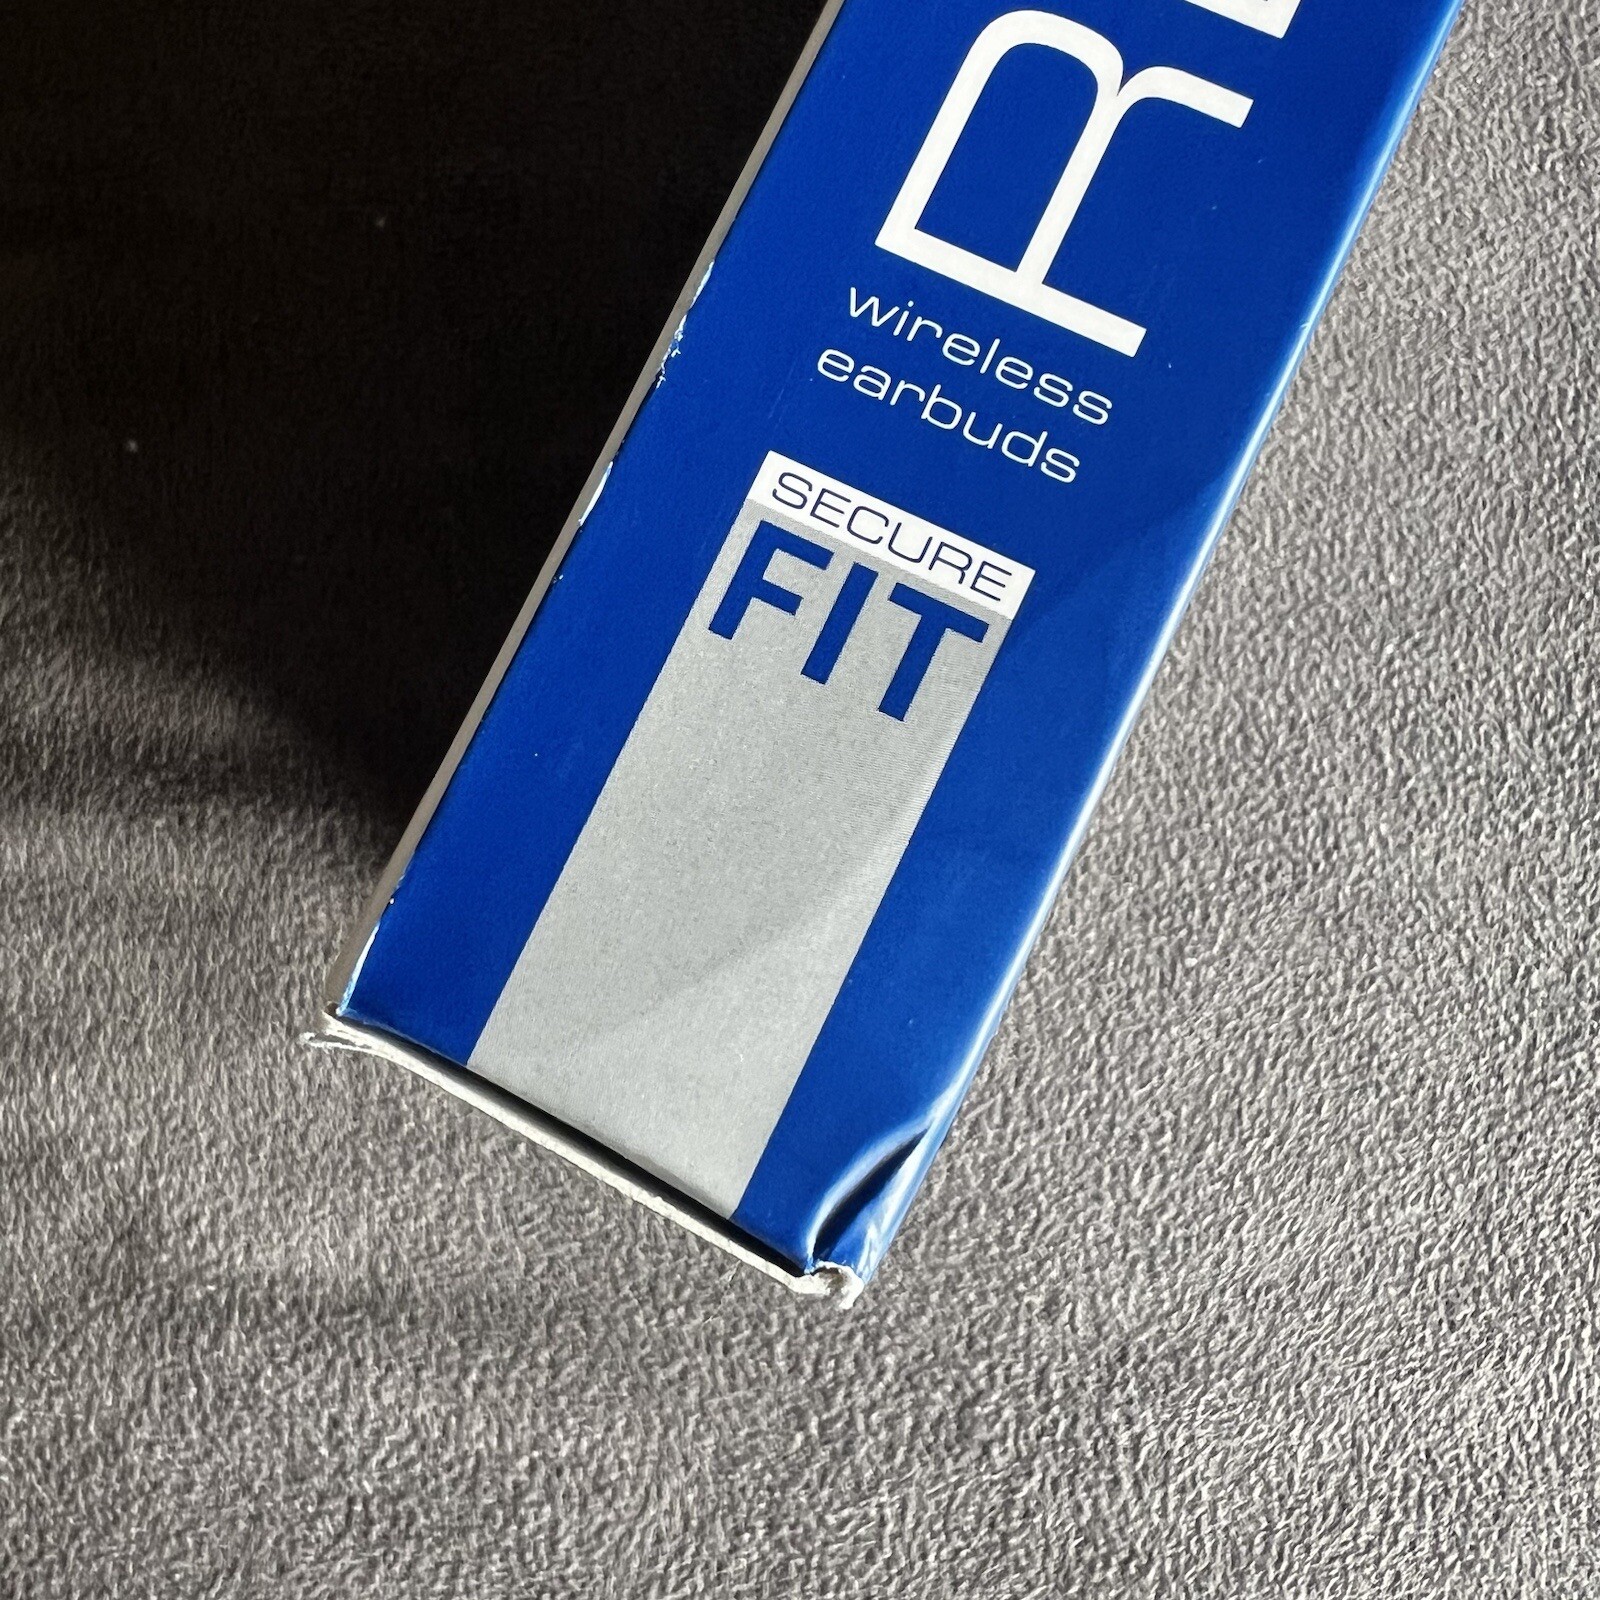 R
wireless
earbuds
SECURE
FIT